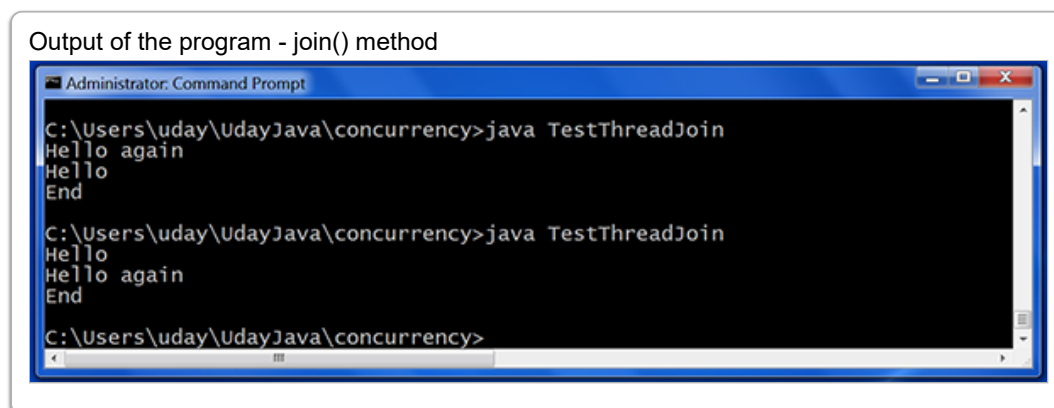 Output of the program - join() method
Administrator: Command Prompt
C:\Users\uday\UdayJava\concurrency>java TestThreadJoin
Hello again
Hello
End
C:\Users\uday\UdayJava\concurrency>java TestThreadJoin
Hello
Hello again
End
C:\Users\uday\UdayJava\concurrency>